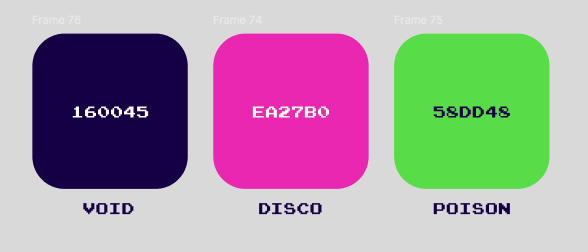 Frame 76
Frame 74
Frame 75
160045
EA27B0
58DD48
VOID
DISCO
POISON